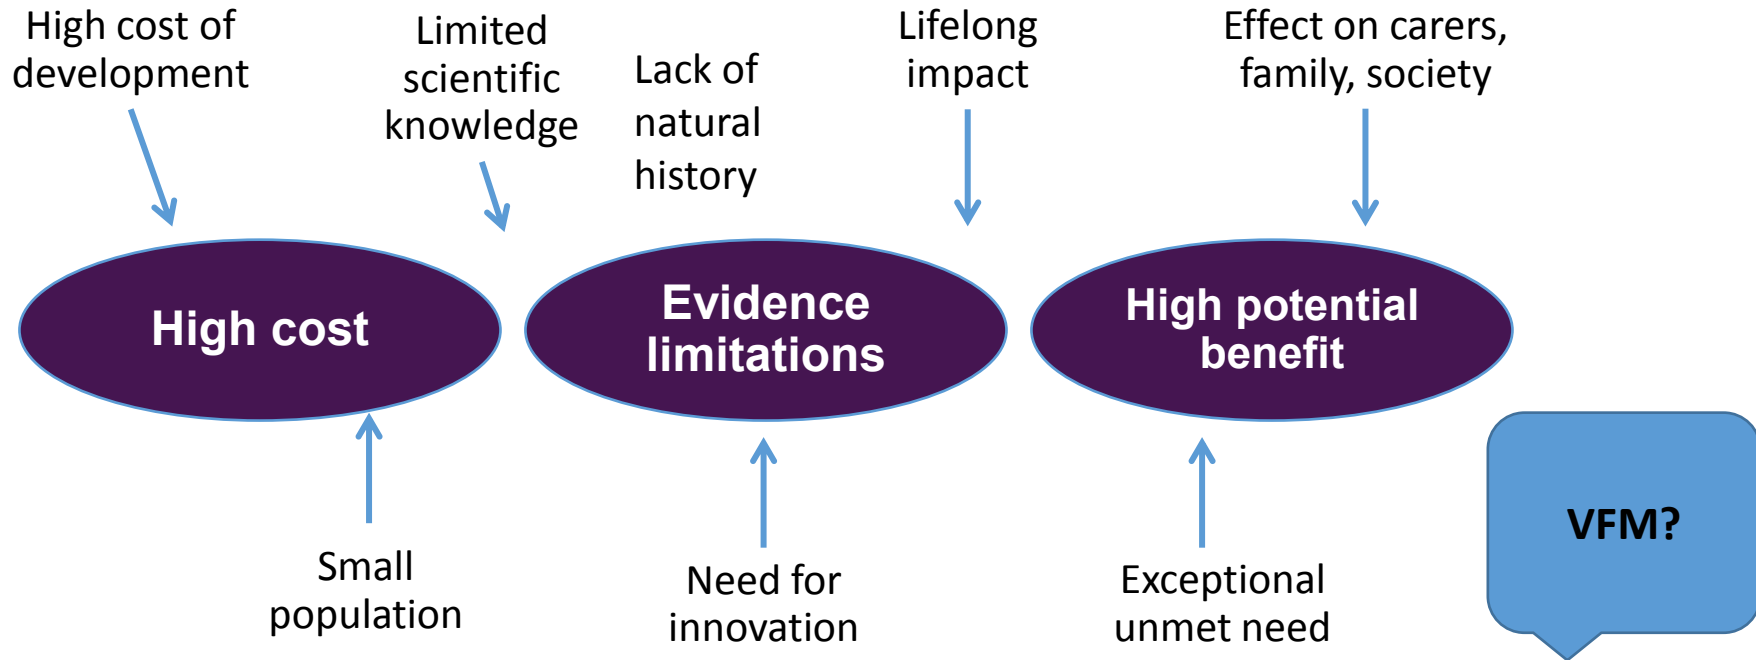 High cost of
development
Limited
scientific
knowledge
Lack of
natural
history
Lifelong
impact
Effect on carers,
family, society
High cost
Evidence
limitations
High potential
benefit
Small
population
Need for
innovation
Exceptional
unmet need
VFM?